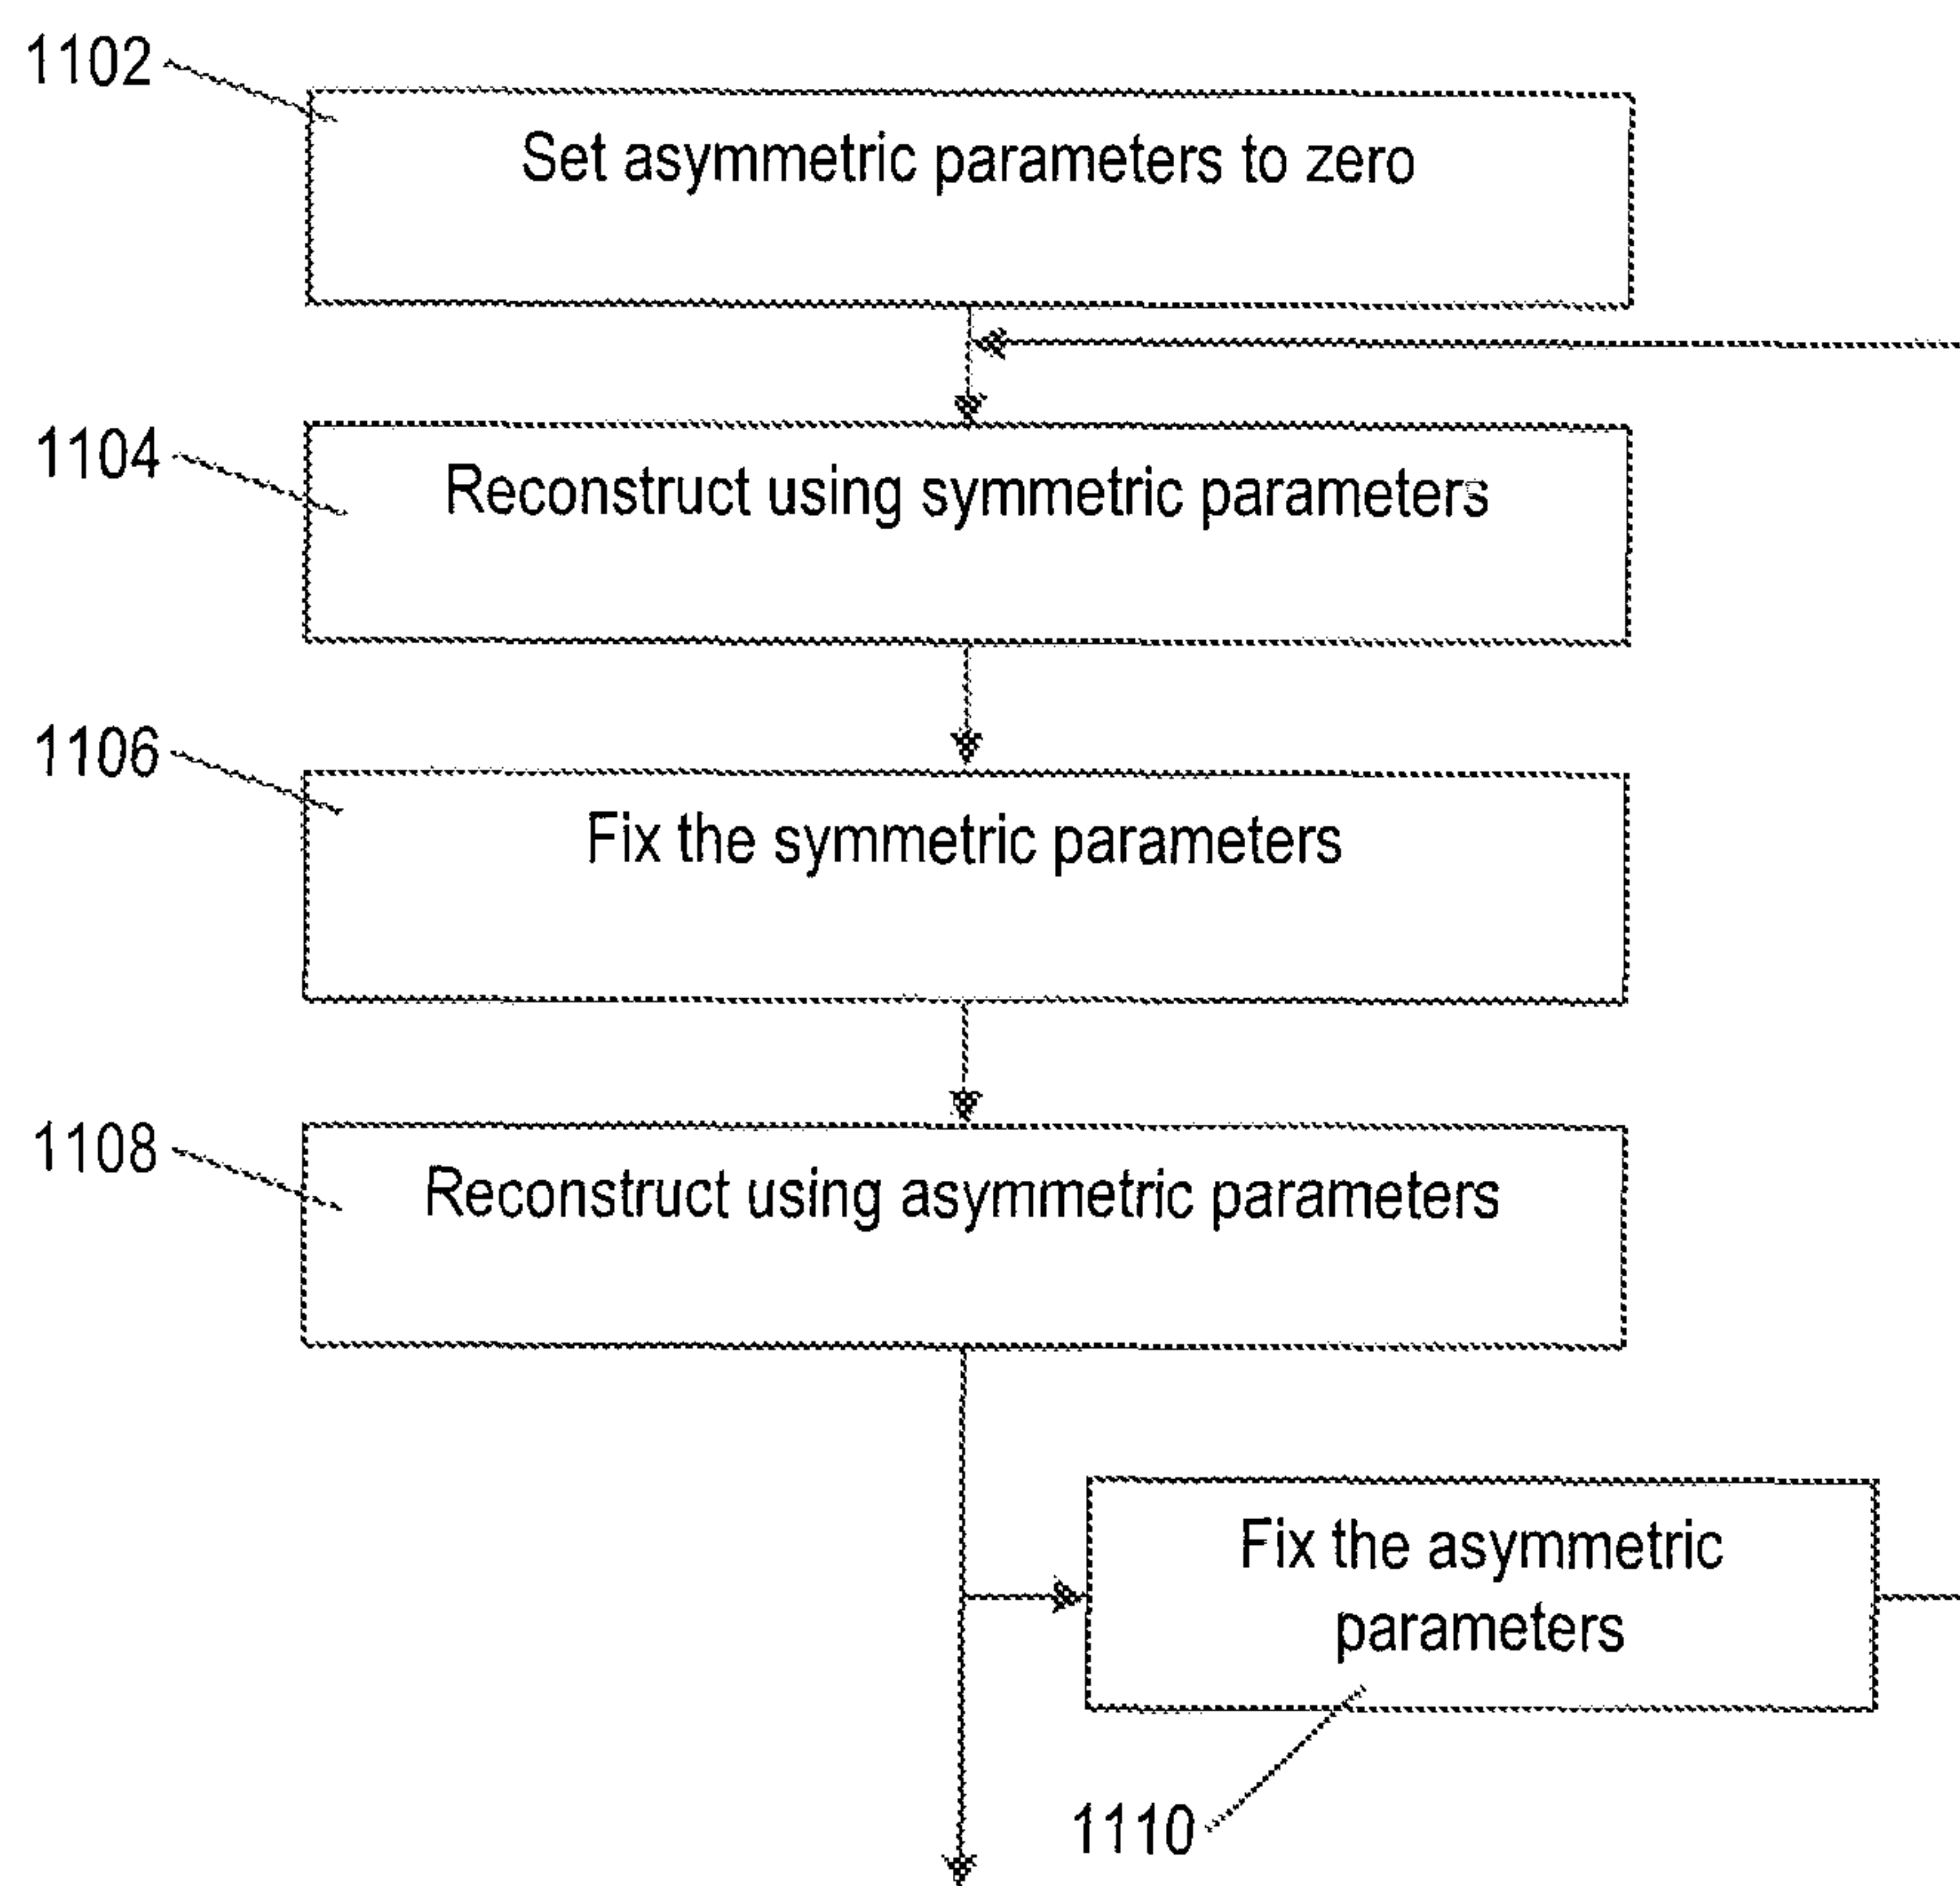 1102
Set asymmetric parameters to zero
1104
Reconstruct using symmetric parameters
1106
Fix the symmetric parameters
1108
Reconstruct using asymmetric parameters
Fix the asymmetric
parameters
1110